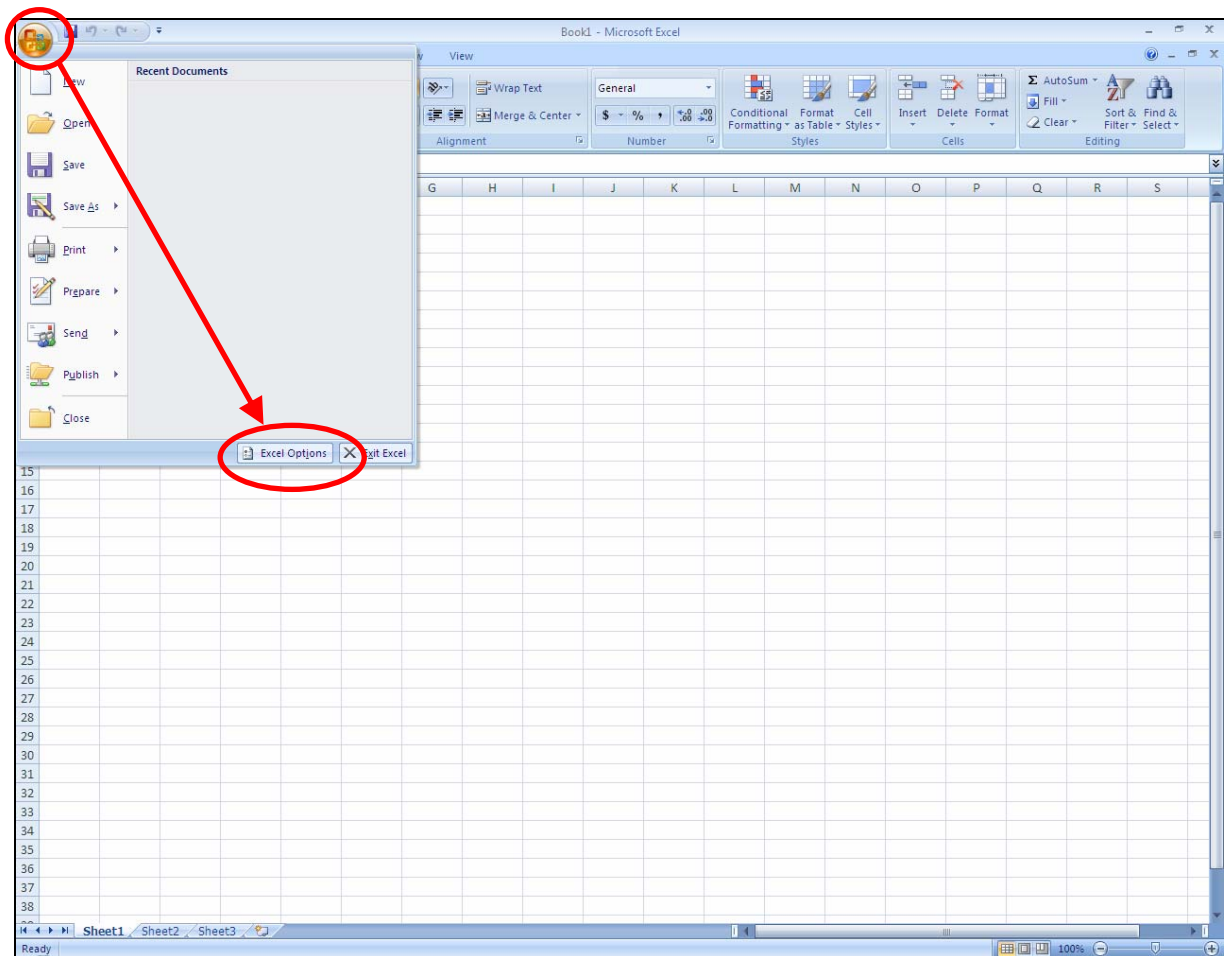 Book1 - Microsoft Excel
View
New
Recent Documents
Open
Save
Save As
Print
Prepare
Send
Publish
Close
Excel Options
Exit Excel
Wrap Text
Merge & Center
Alignment
General
$ % , .0 .00 .00 .0
Number
Conditional Formatting
Format as Table
Cell Styles
Styles
Insert
Delete
Format
Cells
Σ AutoSum
Fill
Clear
Sort & Filter
Find & Select
Editing
G H I J K L M N O P Q R S
15
16
17
18
19
20
21
22
23
24
25
26
27
28
29
30
31
32
33
34
35
36
37
38
Sheet1 Sheet2 Sheet3
Ready
100%